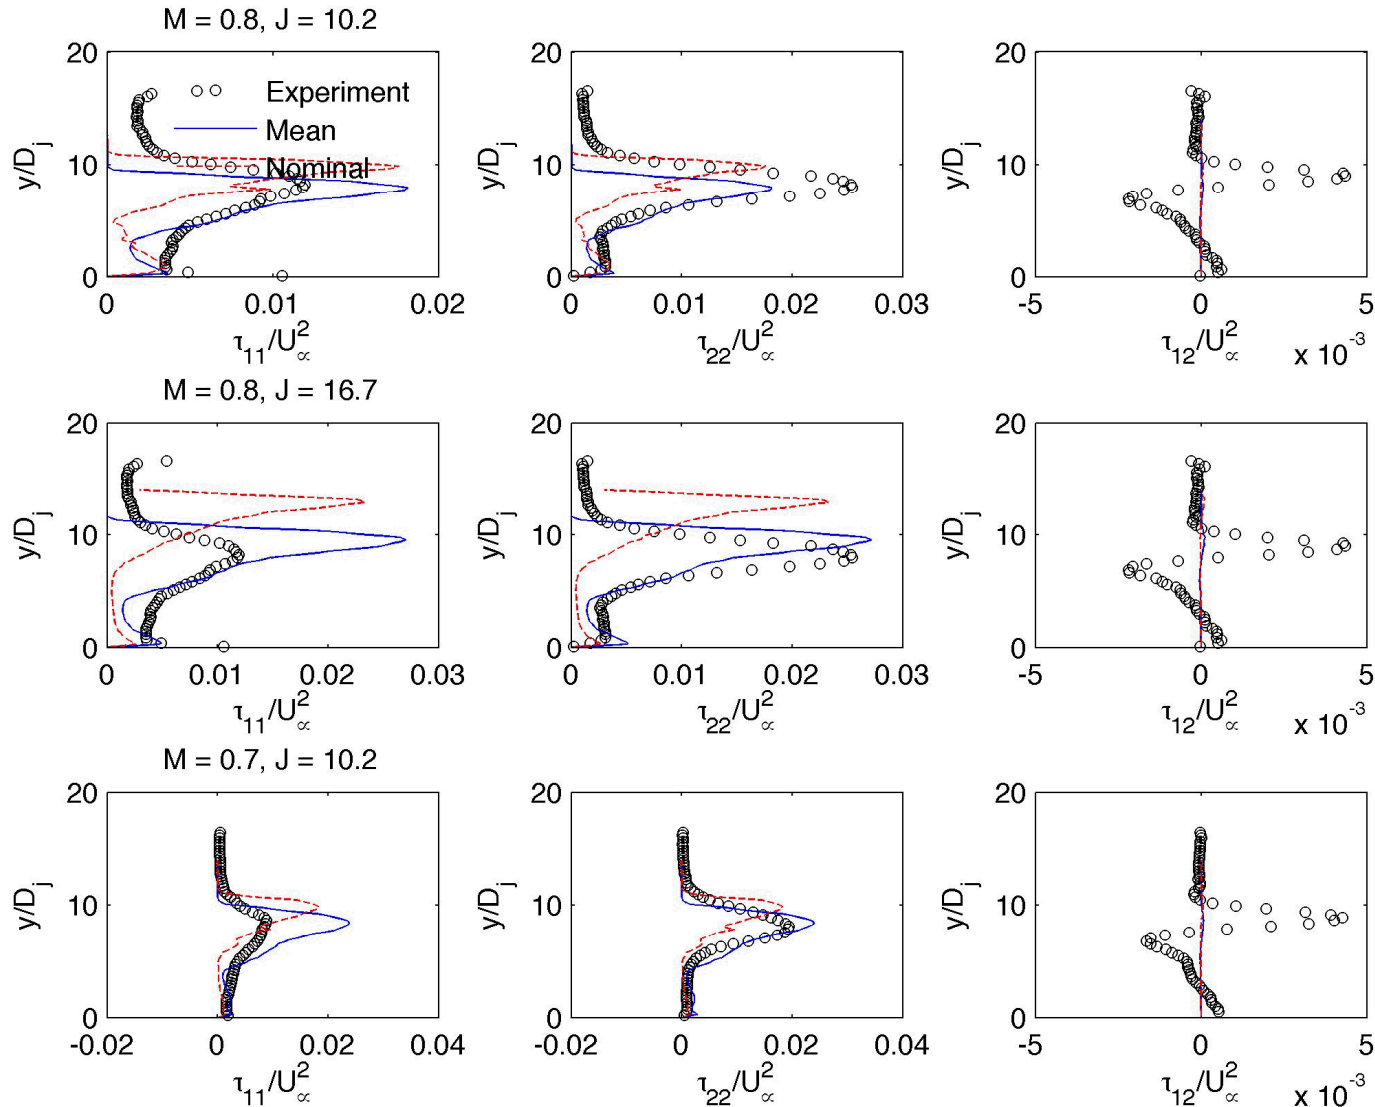 M = 0.8, J = 10.2
20
10
0
y/D_j
Experiment
Mean
Nominal
0 0.01 0.02
τ_11/U_∝^2
20
10
0
y/D_j
0 0.01 0.02 0.03
τ_22/U_∝^2
20
10
0
y/D_j
-5 0 5
τ_12/U_∝^2 x 10^-3
M = 0.8, J = 16.7
20
10
0
y/D_j
0 0.01 0.02 0.03
τ_11/U_∝^2
20
10
0
y/D_j
0 0.01 0.02 0.03
τ_22/U_∝^2
20
10
0
y/D_j
-5 0 5
τ_12/U_∝^2 x 10^-3
M = 0.7, J = 10.2
20
10
0
y/D_j
-0.02 0 0.02 0.04
τ_11/U_∝^2
20
10
0
y/D_j
-0.02 0 0.02 0.04
τ_22/U_∝^2
20
10
0
y/D_j
-5 0 5
τ_12/U_∝^2 x 10^-3